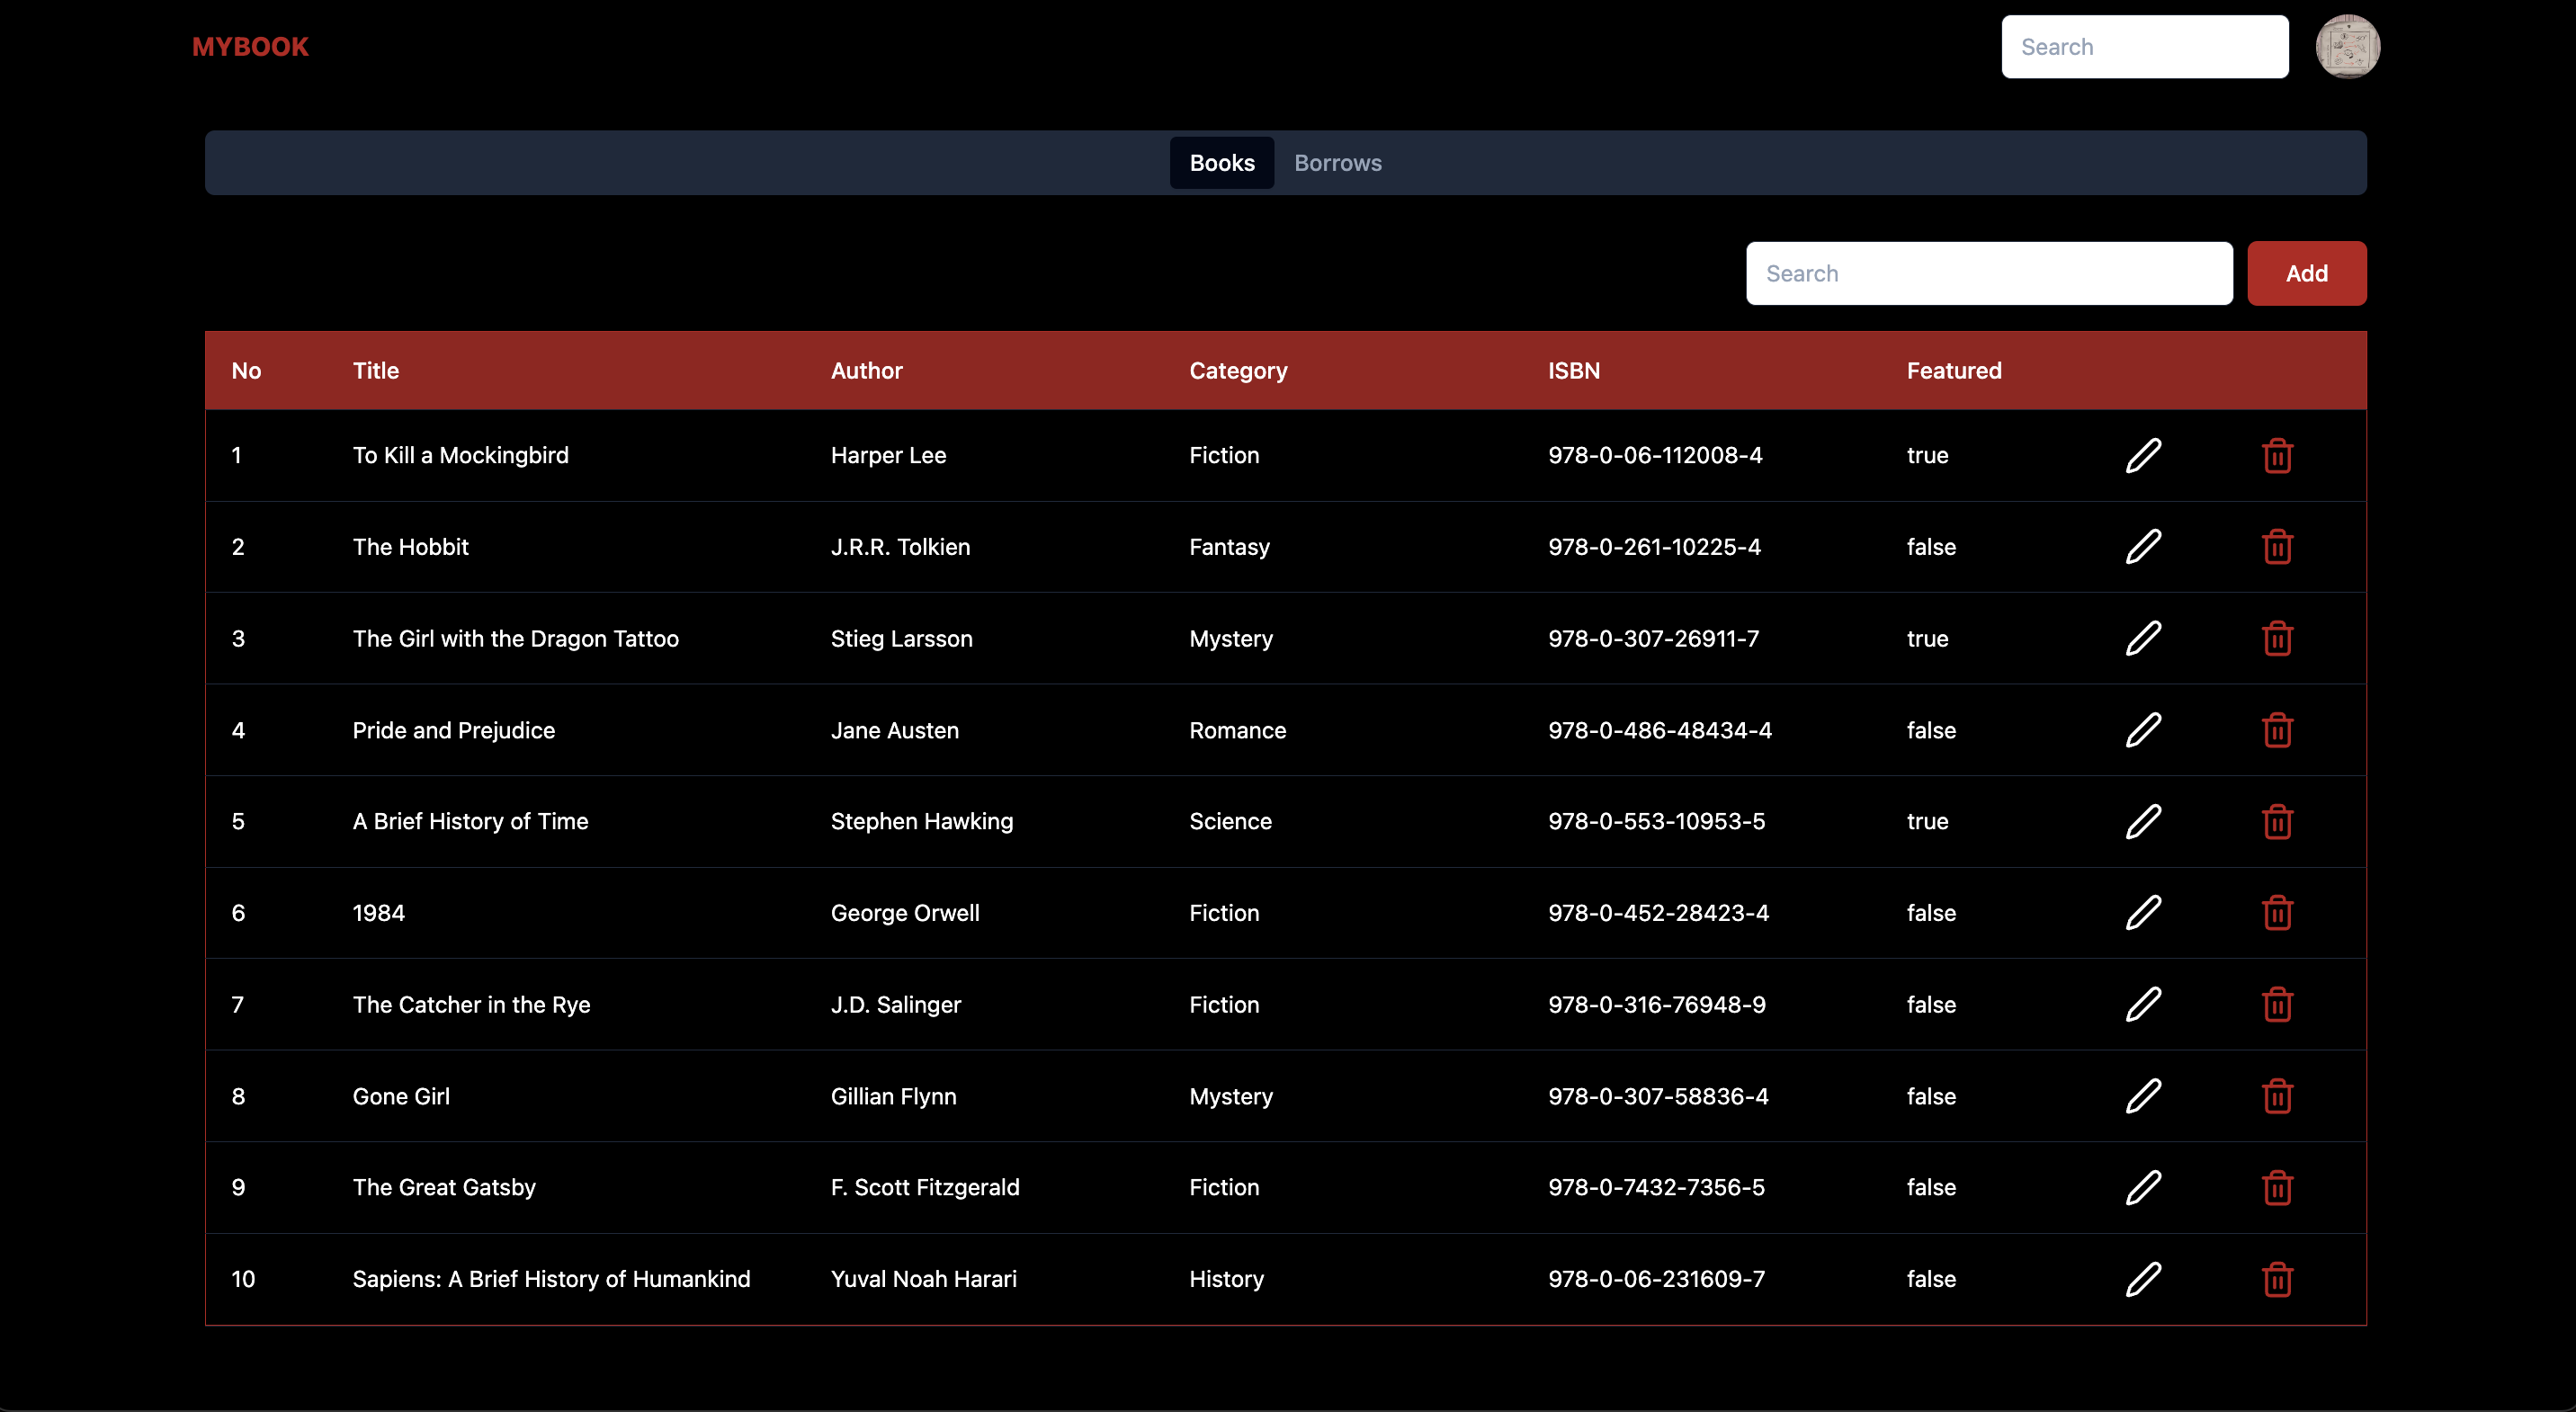 MYBOOK Search
Books Borrows
Search Add
No Title Author Category ISBN Featured
1 To Kill a Mockingbird Harper Lee Fiction 978-0-06-112008-4 true
2 The Hobbit J.R.R. Tolkien Fantasy 978-0-261-10225-4 false
3 The Girl with the Dragon Tattoo Stieg Larsson Mystery 978-0-307-26911-7 true
4 Pride and Prejudice Jane Austen Romance 978-0-486-48434-4 false
5 A Brief History of Time Stephen Hawking Science 978-0-553-10953-5 true
6 1984 George Orwell Fiction 978-0-452-28423-4 false
7 The Catcher in the Rye J.D. Salinger Fiction 978-0-316-76948-9 false
8 Gone Girl Gillian Flynn Mystery 978-0-307-58836-4 false
9 The Great Gatsby F. Scott Fitzgerald Fiction 978-0-7432-7356-5 false
10 Sapiens: A Brief History of Humankind Yuval Noah Harari History 978-0-06-231609-7 false